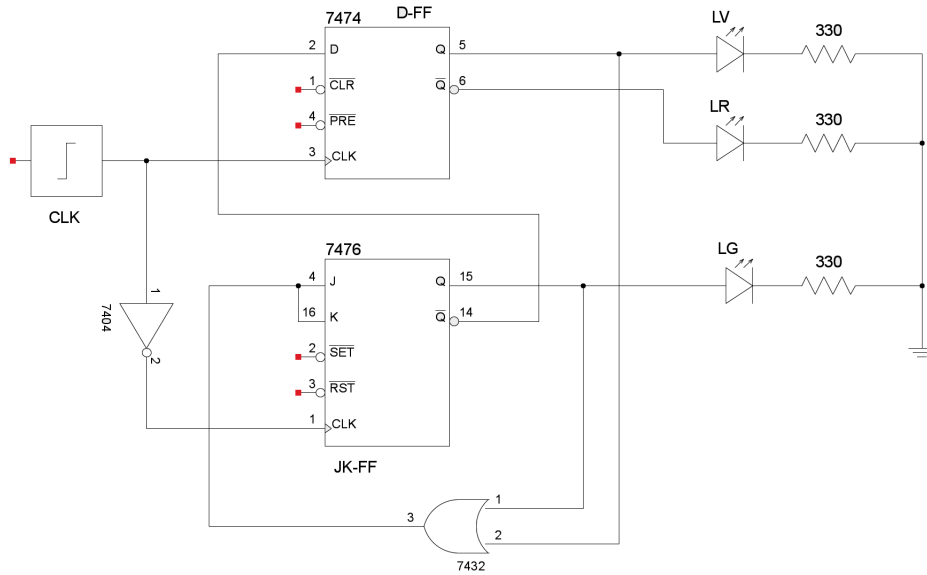 7474
D-FF
2 D Q 5
1 CLR Q 6
4 PRE
3 CLK
LV
330
LR
330
CLK
1
7404
2
7476
4 J Q 15
16 K Q 14
2 SET
3 RST
1 CLK
JK-FF
LG
330
3
1
2
7432